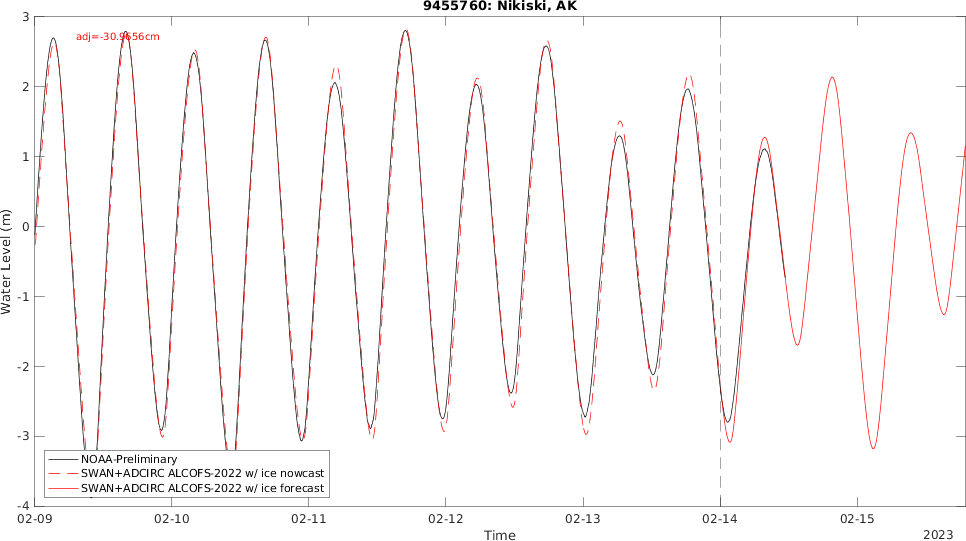 9455760: Nikiski, AK
adj=-30.9656cm
3
2
1
0
-1
-2
-3
-4
Water Level (m)
NOAA-Preliminary
SWAN+ADCIRC ALCOFS-2022 w/ ice nowcast
SWAN+ADCIRC ALCOFS-2022 w/ ice forecast
02-09 02-10 02-11 02-12 02-13 02-14 02-15
Time
2023